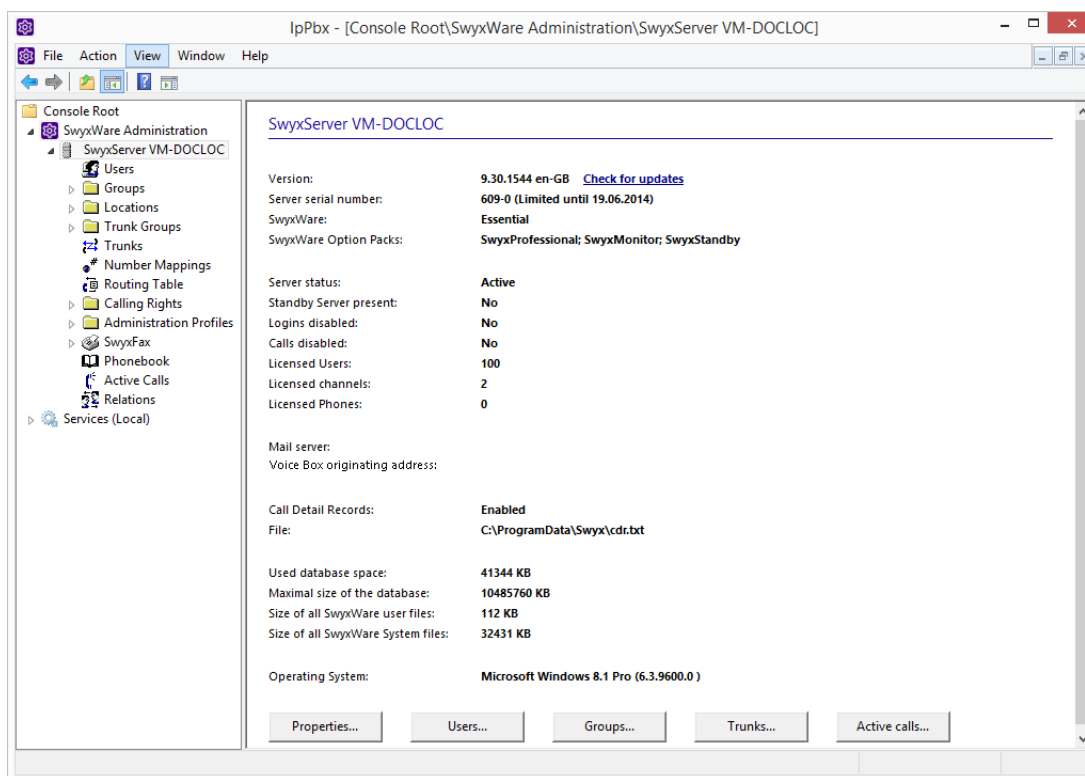 IpPbx - [Console Root\SwyxWare Administration\SwyxServer VM-DOCLOC]
File Action View Window Help
Console Root
SwyxWare Administration
SwyxServer VM-DOCLOC
Users
Groups
Locations
Trunk Groups
Trunks
Number Mappings
Routing Table
Calling Rights
Administration Profiles
SwyxFax
Phonebook
Active Calls
Relations
Services (Local)
SwyxServer VM-DOCLOC
Version: 9.30.1544 en-GB Check for updates
Server serial number: 609-0 (Limited until 19.06.2014)
SwyxWare: Essential
SwyxWare Option Packs: SwyxProfessional; SwyxMonitor; SwyxStandby
Server status: Active
Standby Server present: No
Logins disabled: No
Calls disabled: No
Licensed Users: 100
Licensed channels: 2
Licensed Phones: 0
Mail server:
Voice Box originating address:
Call Detail Records: Enabled
File: C:\ProgramData\Swyx\cdr.txt
Used database space: 41344 KB
Maximal size of the database: 10485760 KB
Size of all SwyxWare user files: 112 KB
Size of all SwyxWare System files: 32431 KB
Operating System: Microsoft Windows 8.1 Pro (6.3.9600.0 )
Properties... Users... Groups... Trunks... Active calls...